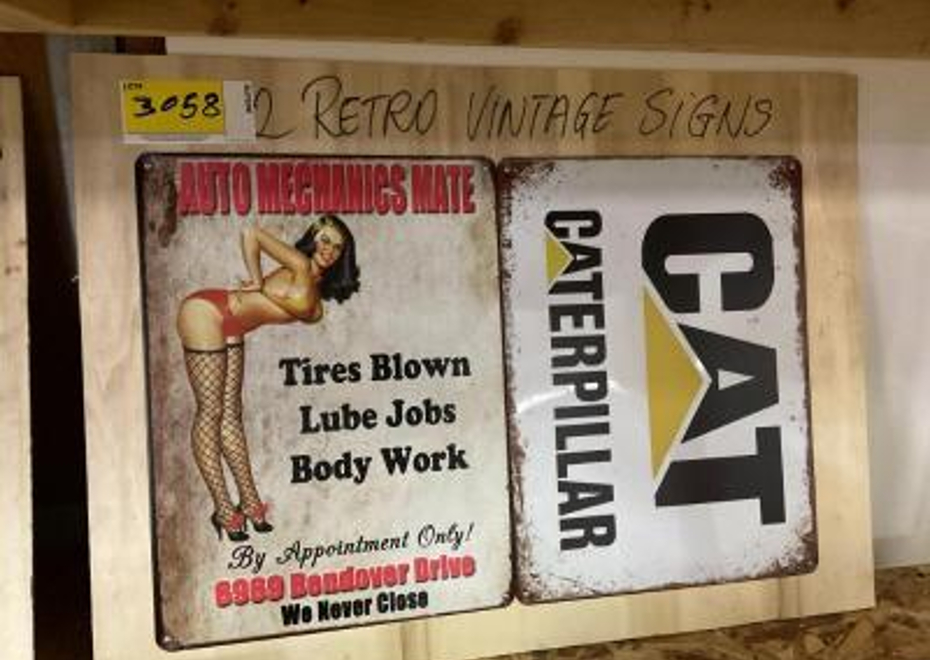 3058
2 RETRO VINTAGE SIGNS
AUTO MECHANICS MATE
Tires Blown
Lube Jobs
Body Work
By Appointment Only!
6969 Bendover Drive
We Never Close
CAT
CATERPILLAR